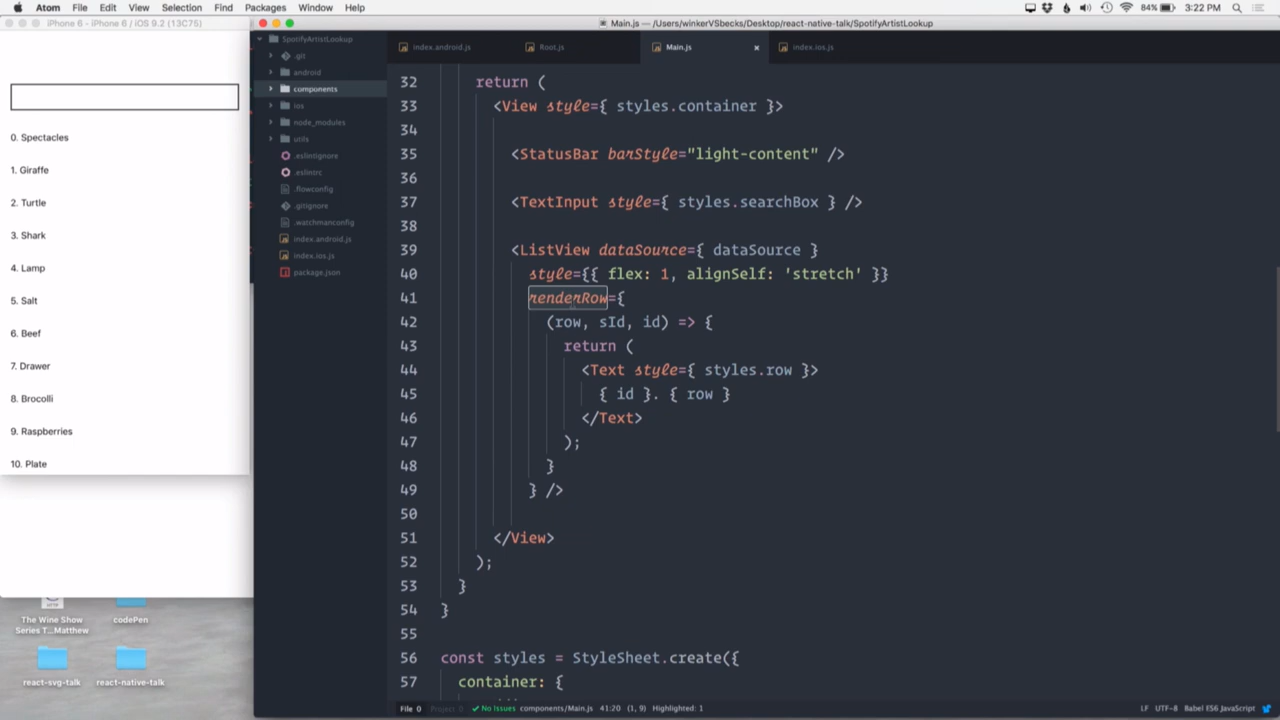 Atom File Edit View Selection Find Packages Window Help
84% 3:22 PM
iPhone 6 - iPhone 6 / iOS 9.2 (13C75)
Main.js — /Users/winkerVSbecks/Desktop/react-native-talk/SpotifyArtistLookup
0. Spectacles
1. Giraffe
2. Turtle
3. Shark
4. Lamp
5. Salt
6. Beef
7. Drawer
8. Brocolli
9. Raspberries
10. Plate
The Wine Show
Series T...Matthew
codePen
react-svg-talk
react-native-talk
SpotifyArtistLookup
.git
android
components
ios
node_modules
utils
.eslintignore
.eslintrc
.flowconfig
.gitignore
.watchmanconfig
index.android.js
index.ios.js
package.json
index.android.js Root.js Main.js index.ios.js
32 return (
33 <View style={ styles.container }>
34
35 <StatusBar barStyle="light-content" />
36
37 <TextInput style={ styles.searchBox } />
38
39 <ListView dataSource={ dataSource }
40 style={{ flex: 1, alignSelf: 'stretch' }}
41 renderRow={
42 (row, sId, id) => {
43 return (
44 <Text style={ styles.row }>
45 { id }. { row }
46 </Text>
47 );
48 }
49 } />
50
51 </View>
52 );
53 }
54 }
55
56 const styles = StyleSheet.create({
57 container: {
File 0 Project 0 No Issues components/Main.js 41:20 (1, 9) Highlighted: 1 LF UTF-8 Babel ES6 JavaScript